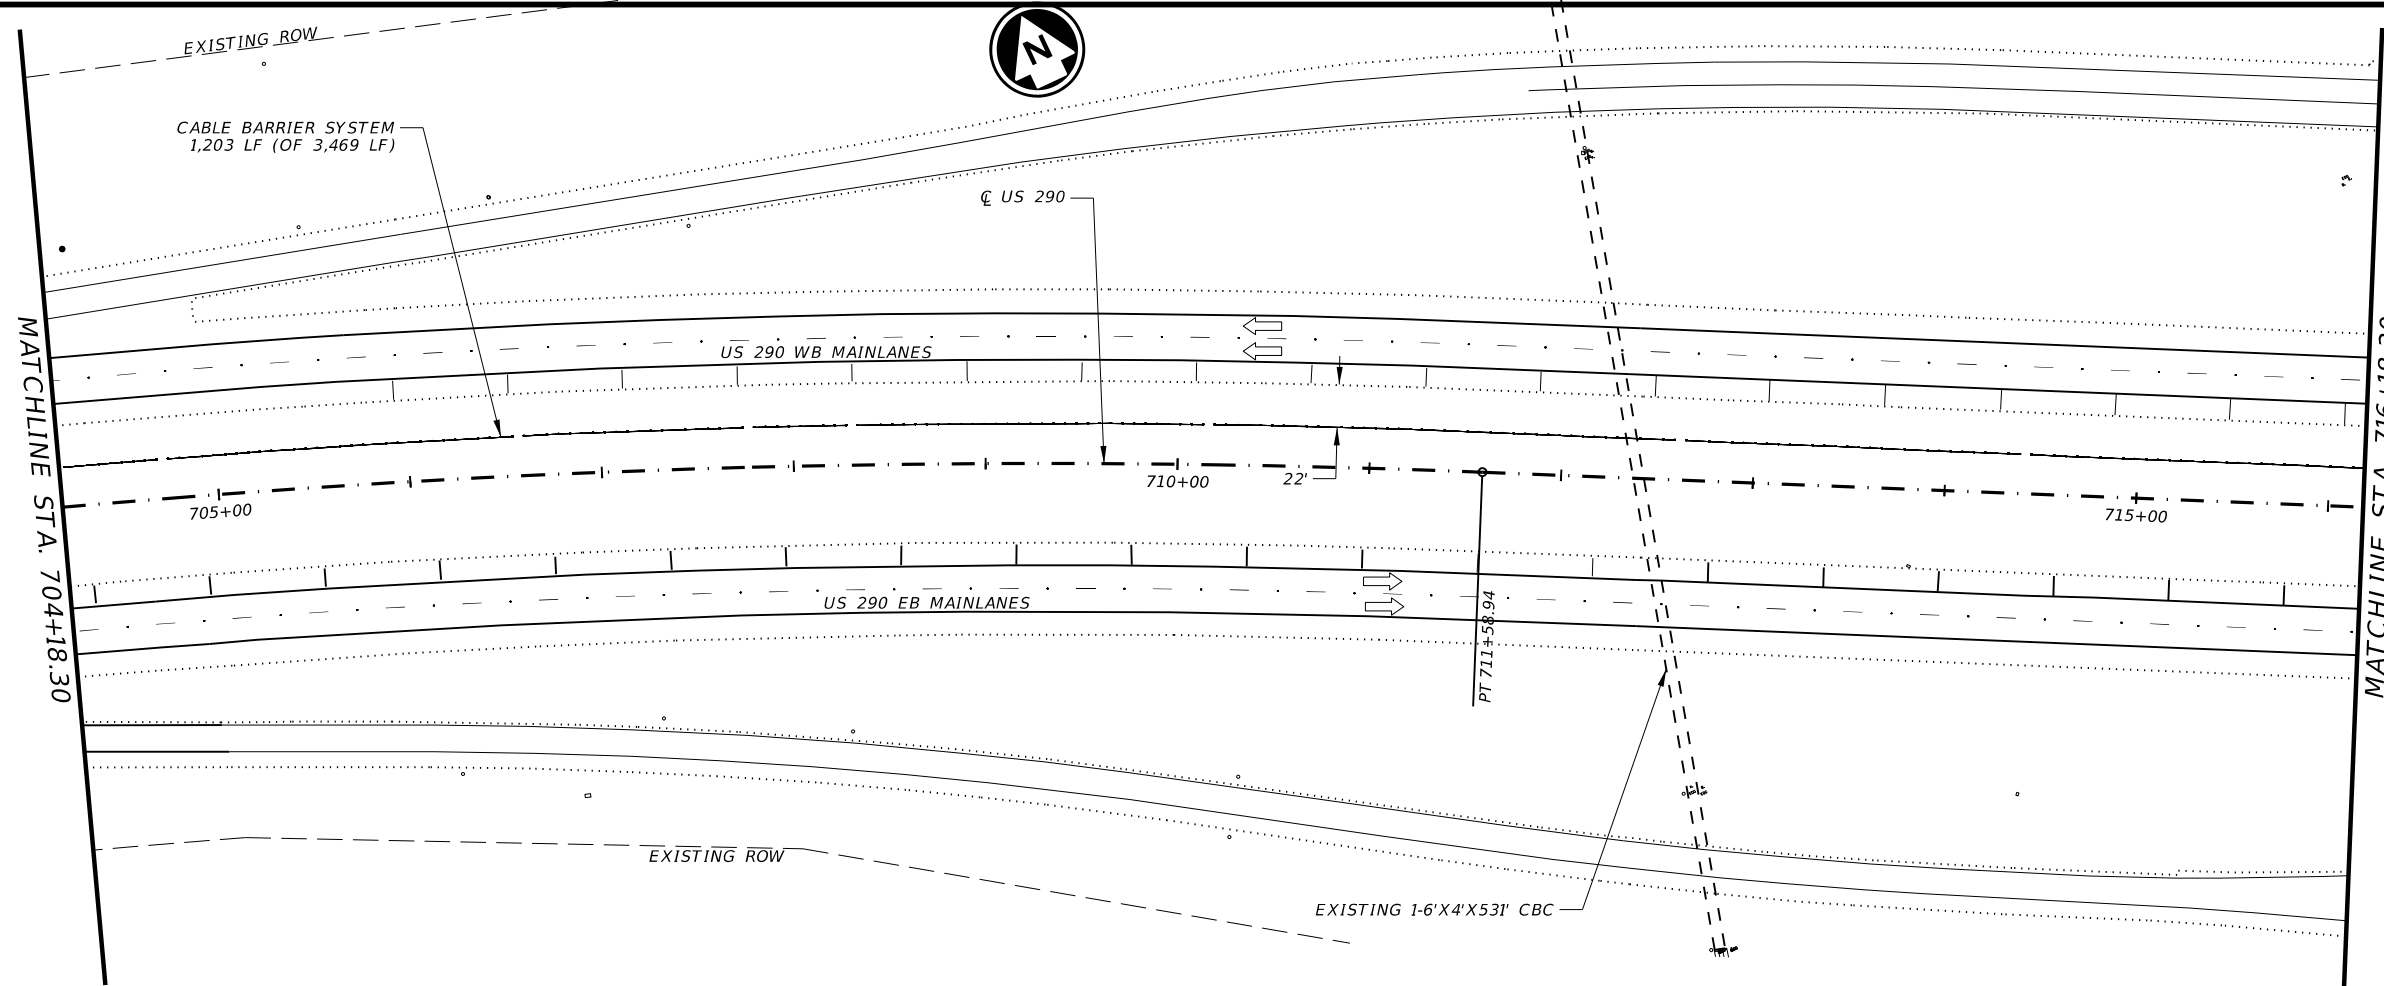 EXISTING ROW
N
CABLE BARRIER SYSTEM
1,203 LF (OF 3,469 LF)
℄ US 290
US 290 WB MAINLANES
22'
705+00
710+00
715+00
US 290 EB MAINLANES
PT 711+58.94
EXISTING ROW
EXISTING 1-6'X4'X531' CBC
MATCHLINE STA. 704+18.30
MATCHLINE STA.